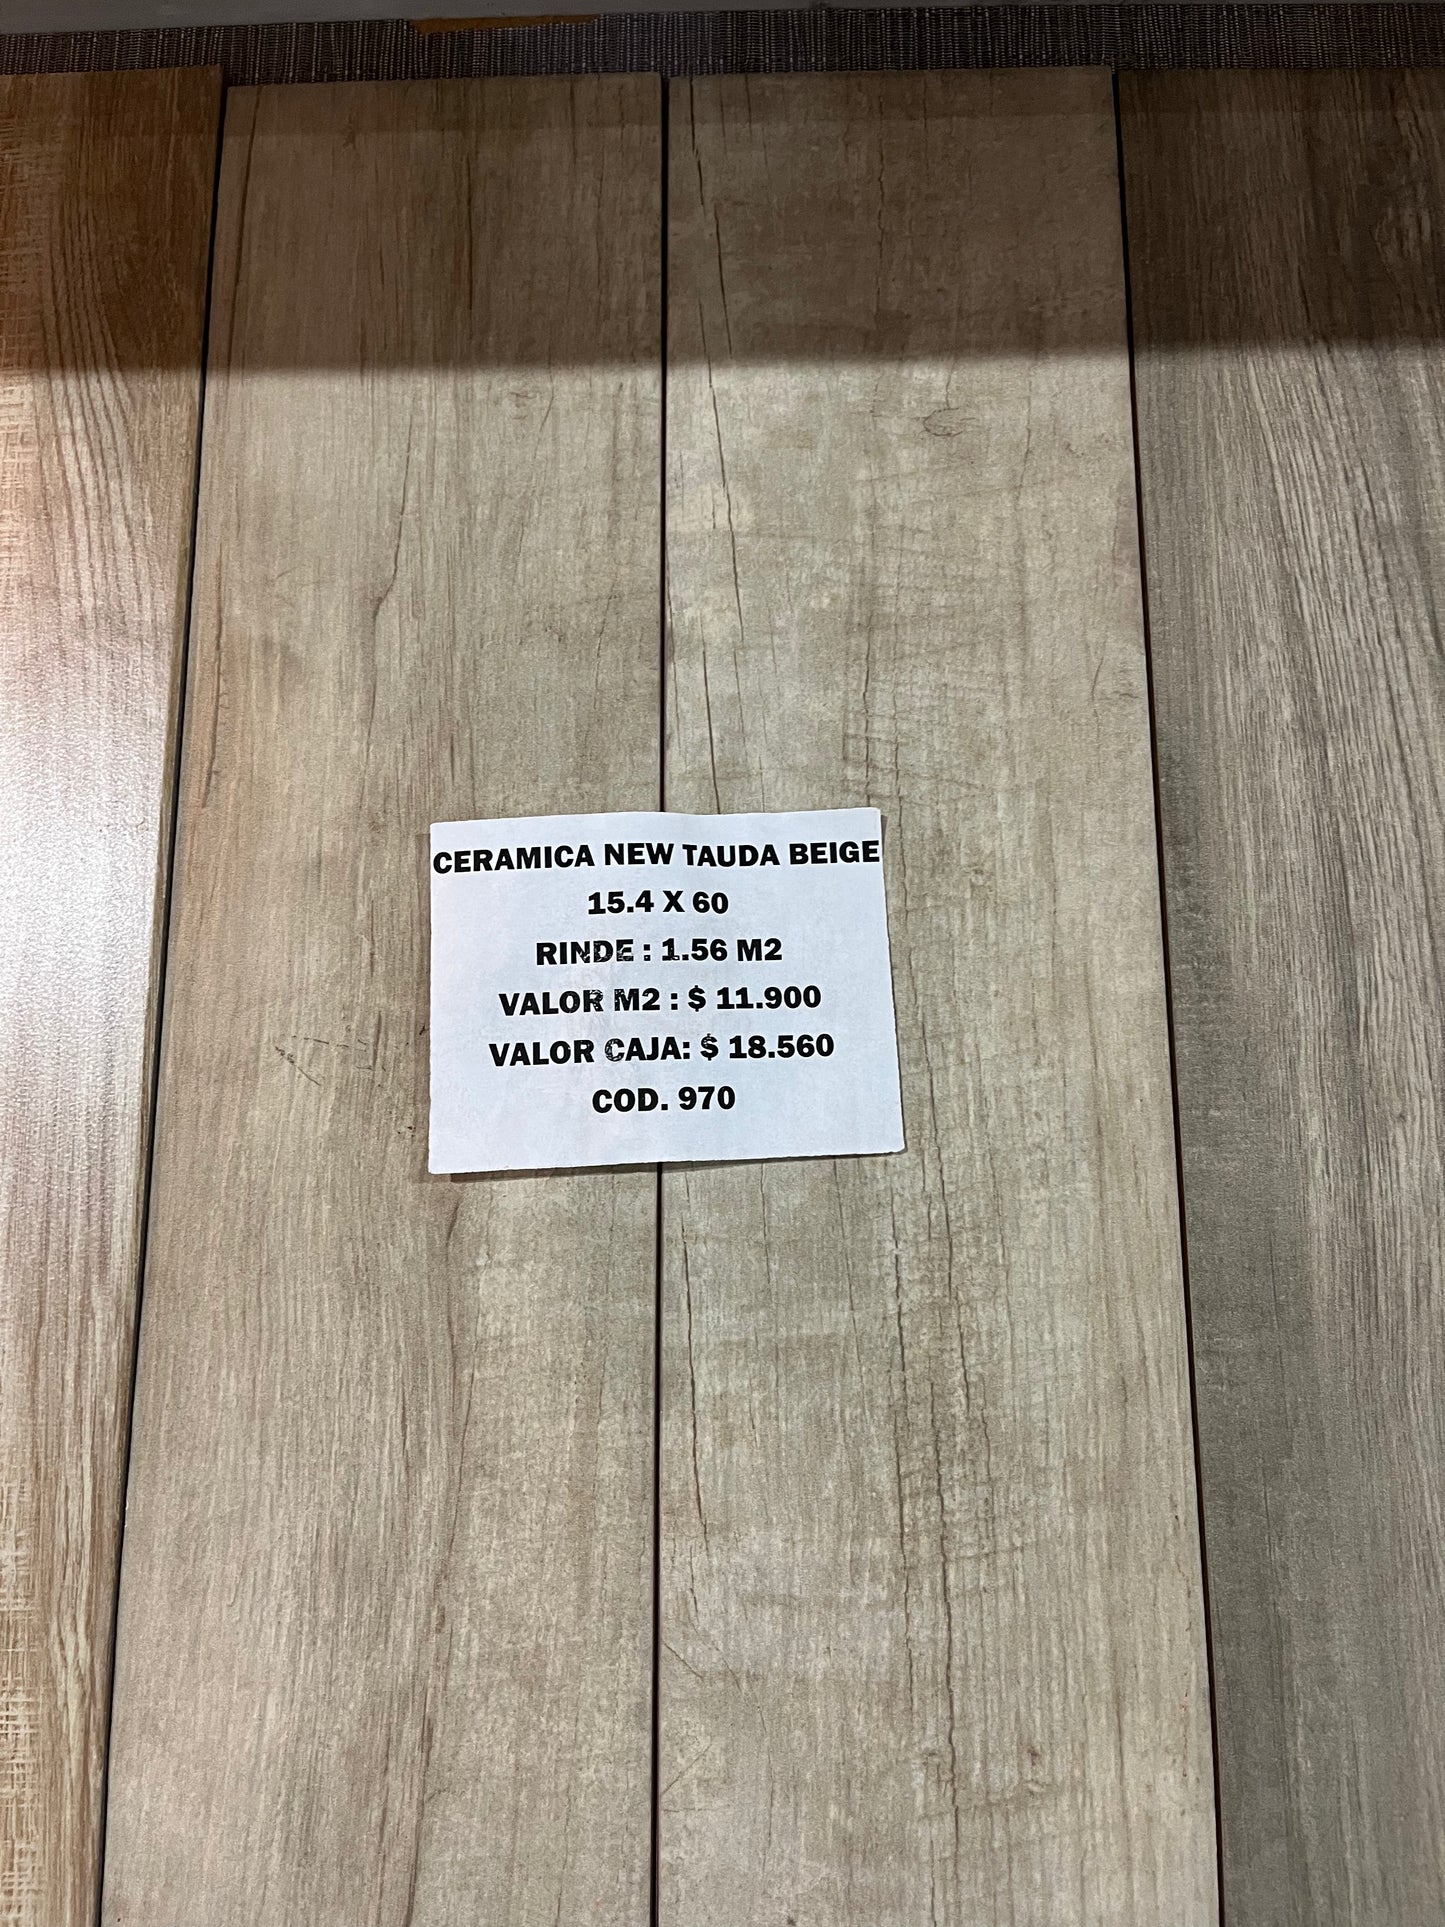 CERAMICA NEW TAUDA BEIGE
15.4 X 60
RINDE : 1.56 M2
VALOR M2 : $ 11.900
VALOR CAJA: $ 18.560
COD. 970